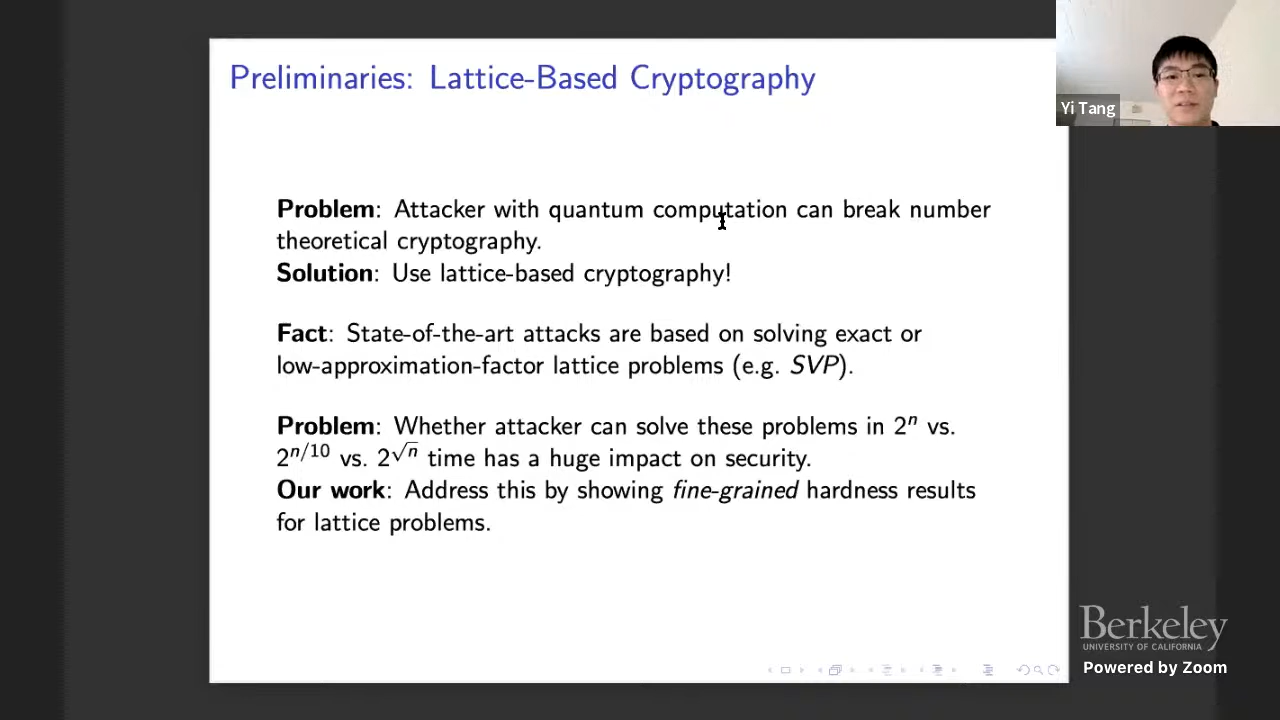 Preliminaries: Lattice-Based Cryptography
Yi Tang
Problem: Attacker with quantum computation can break number
theoretical cryptography.
Solution: Use lattice-based cryptography!
Fact: State-of-the-art attacks are based on solving exact or
low-approximation-factor lattice problems (e.g. SVP).
Problem: Whether attacker can solve these problems in 2ⁿ vs.
2^{n/10} vs. 2^{√n} time has a huge impact on security.
Our work: Address this by showing fine-grained hardness results
for lattice problems.
Berkeley
UNIVERSITY OF CALIFORNIA
Powered by Zoom